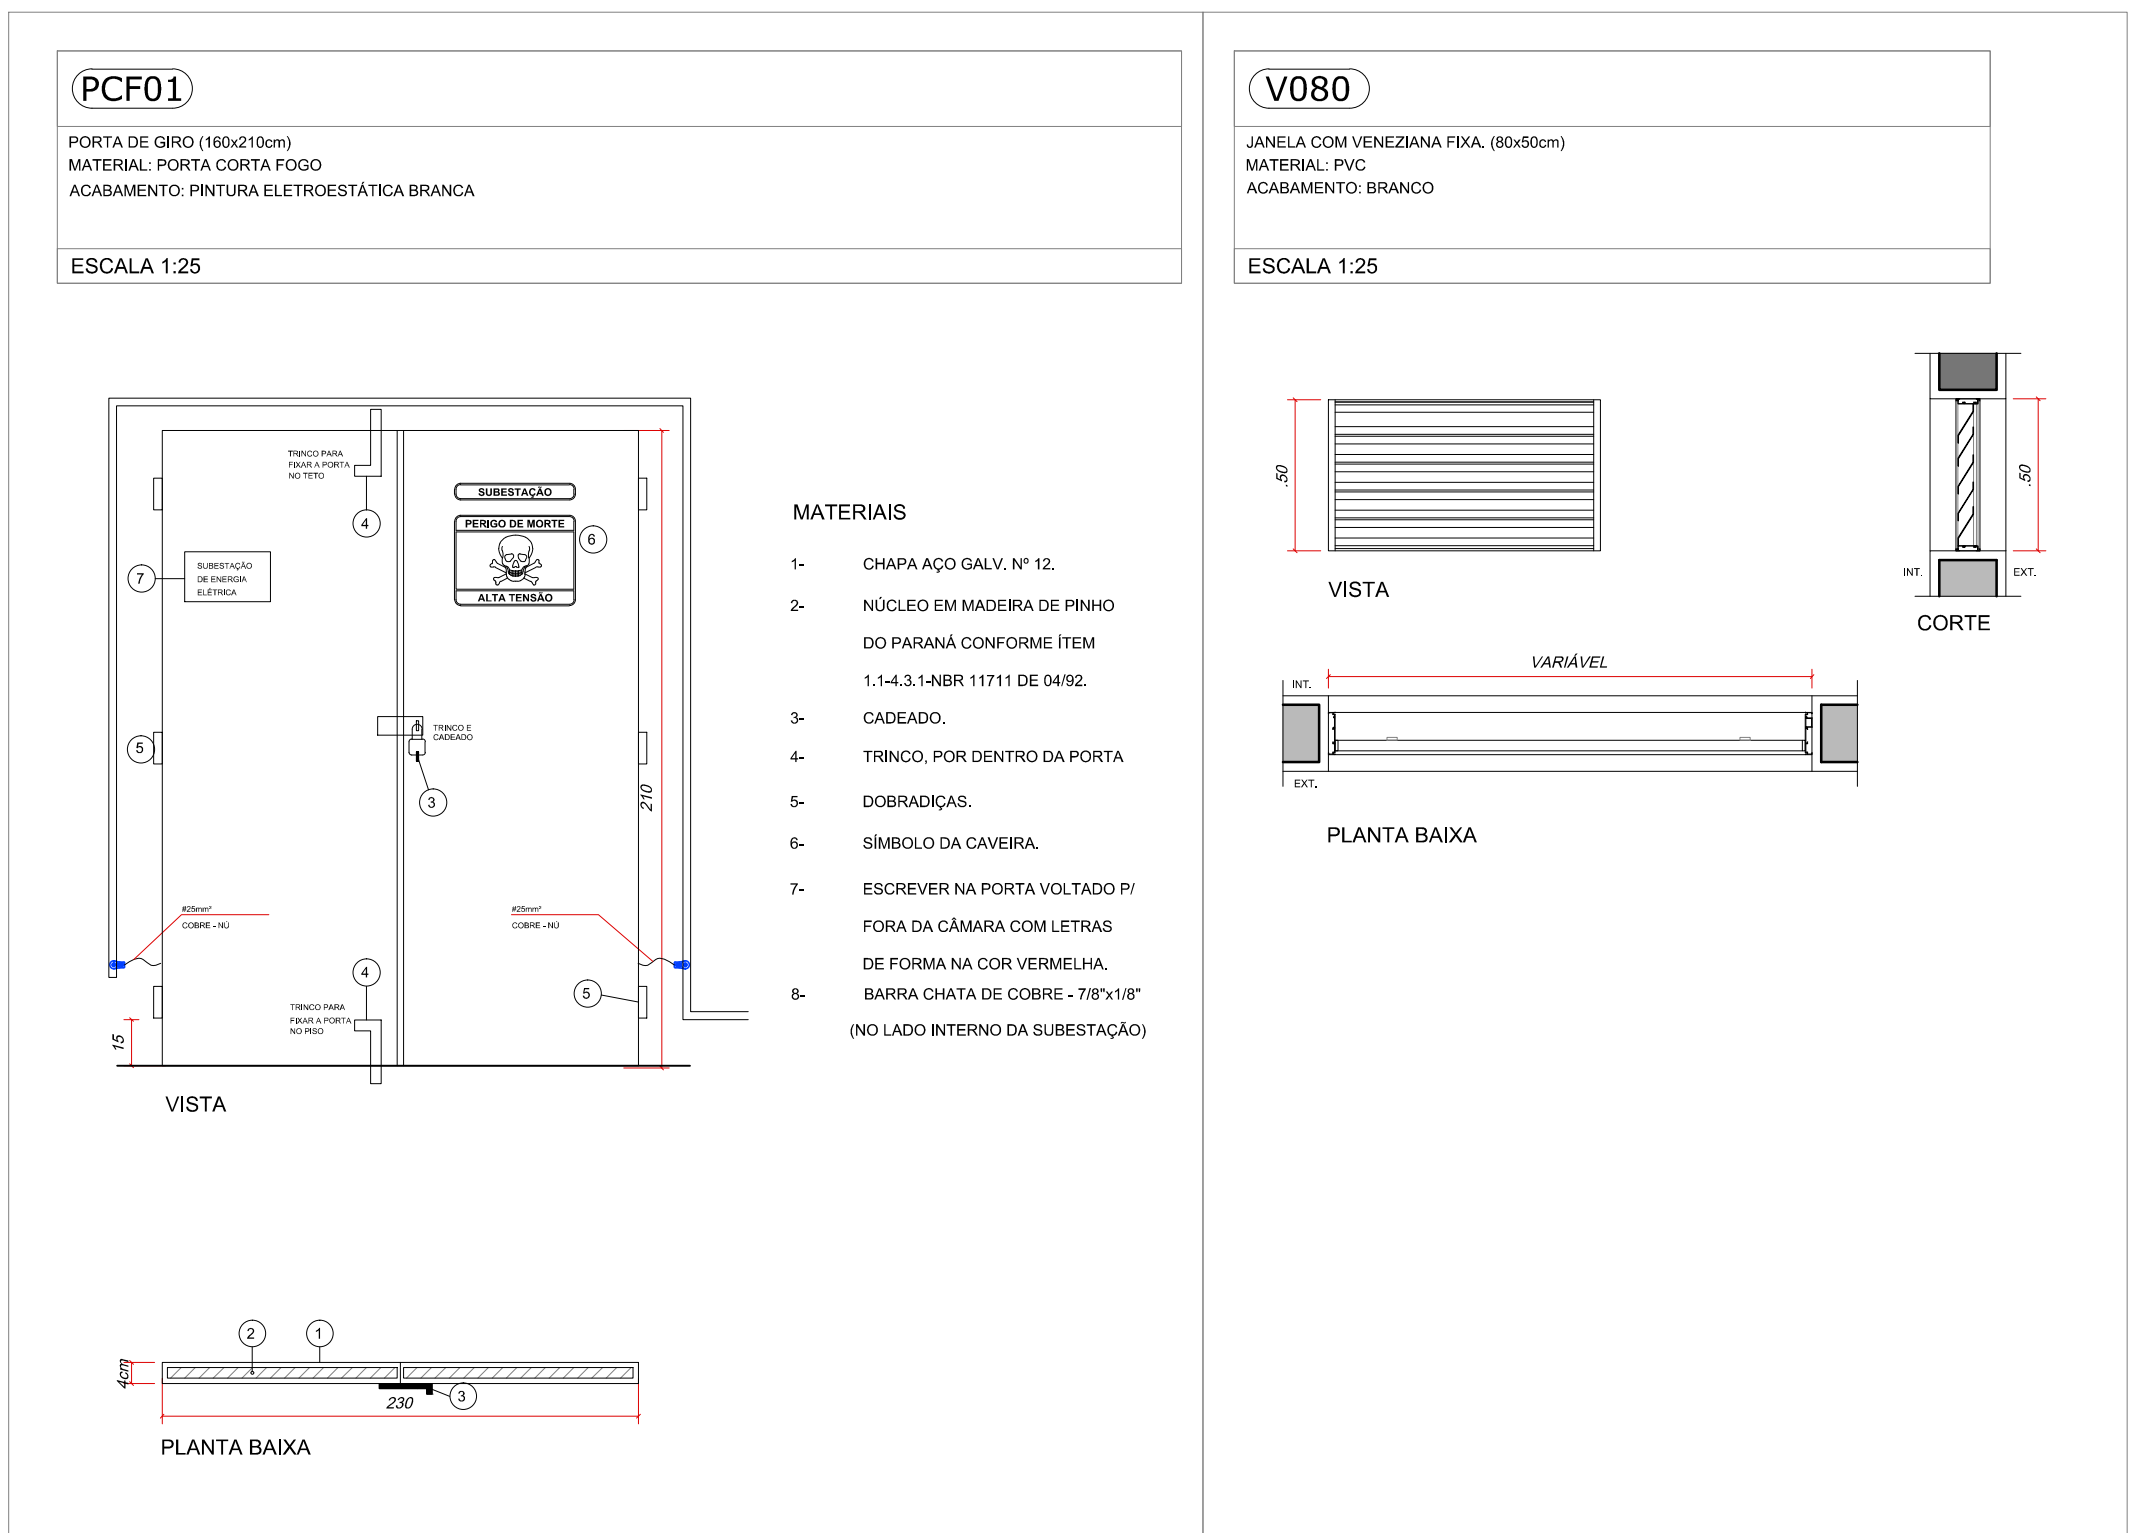 PCF01
PORTA DE GIRO (160x210cm)
MATERIAL: PORTA CORTA FOGO
ACABAMENTO: PINTURA ELETROESTÁTICA BRANCA
ESCALA 1:25
TRINCO PARA
FIXAR A PORTA
NO TETO
4
SUBESTAÇÃO
PERIGO DE MORTE
ALTA TENSÃO
6
7
SUBESTAÇÃO
DE ENERGIA
ELÉTRICA
5
TRINCO E
CADEADO
3
210
#25mm²
COBRE - NÚ
#25mm²
COBRE - NÚ
4
5
TRINCO PARA
FIXAR A PORTA
NO PISO
15
VISTA
MATERIAIS
1- CHAPA AÇO GALV. Nº 12.
2- NÚCLEO EM MADEIRA DE PINHO
DO PARANÁ CONFORME ÍTEM
1.1-4.3.1-NBR 11711 DE 04/92.
3- CADEADO.
4- TRINCO, POR DENTRO DA PORTA
5- DOBRADIÇAS.
6- SÍMBOLO DA CAVEIRA.
7- ESCREVER NA PORTA VOLTADO P/
FORA DA CÂMARA COM LETRAS
DE FORMA NA COR VERMELHA.
8- BARRA CHATA DE COBRE - 7/8"x1/8"
(NO LADO INTERNO DA SUBESTAÇÃO)
2
1
4cm
3
230
PLANTA BAIXA
V080
JANELA COM VENEZIANA FIXA. (80x50cm)
MATERIAL: PVC
ACABAMENTO: BRANCO
ESCALA 1:25
.50
VISTA
.50
INT.
EXT.
CORTE
VARIÁVEL
INT.
EXT.
PLANTA BAIXA